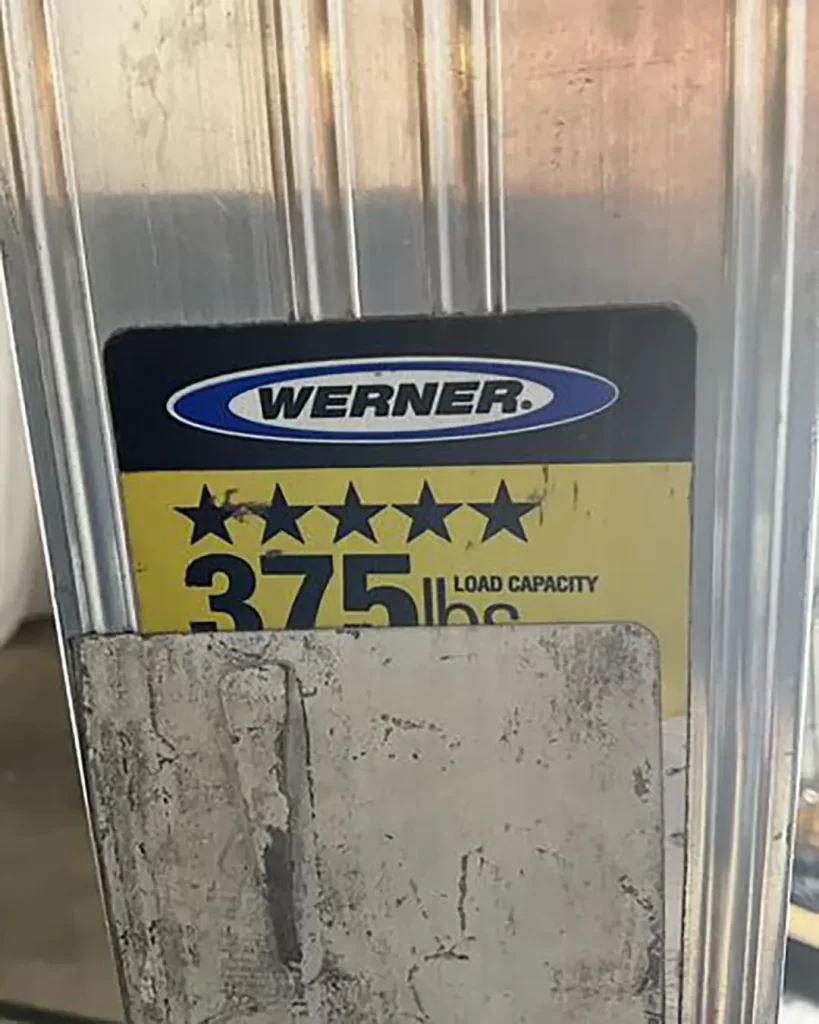 WERNER.
★★★★★
375 lbs LOAD CAPACITY